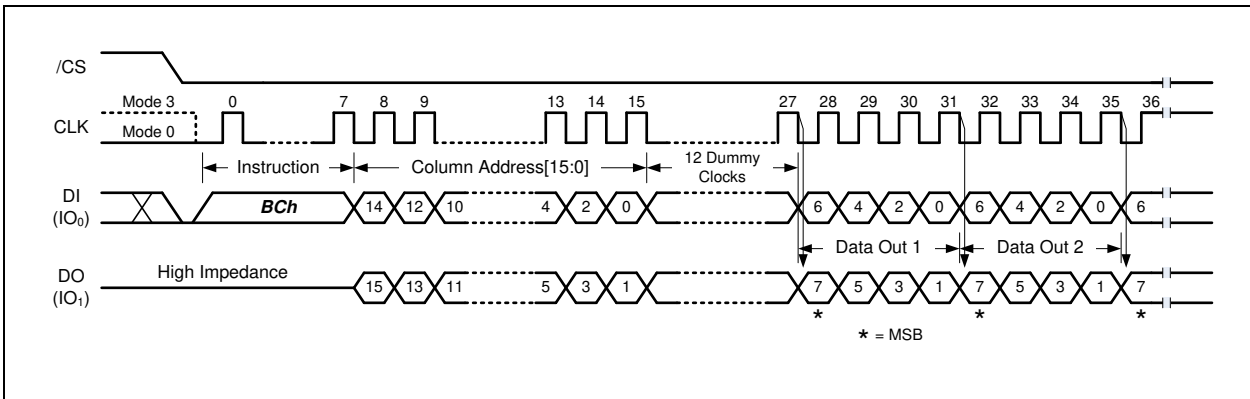 /CS
Mode 3 0 7 8 9 13 14 15 27 28 29 30 31 32 33 34 35 36
CLK Mode 0
Instruction Column Address[15:0] 12 Dummy
Clocks
DI
(IO0) BCh 14 12 10 4 2 0 6 4 2 0 6 4 2 0 6
Data Out 1 Data Out 2
DO High Impedance
(IO1) 15 13 11 5 3 1 7 5 3 1 7 5 3 1 7
* * *
* = MSB